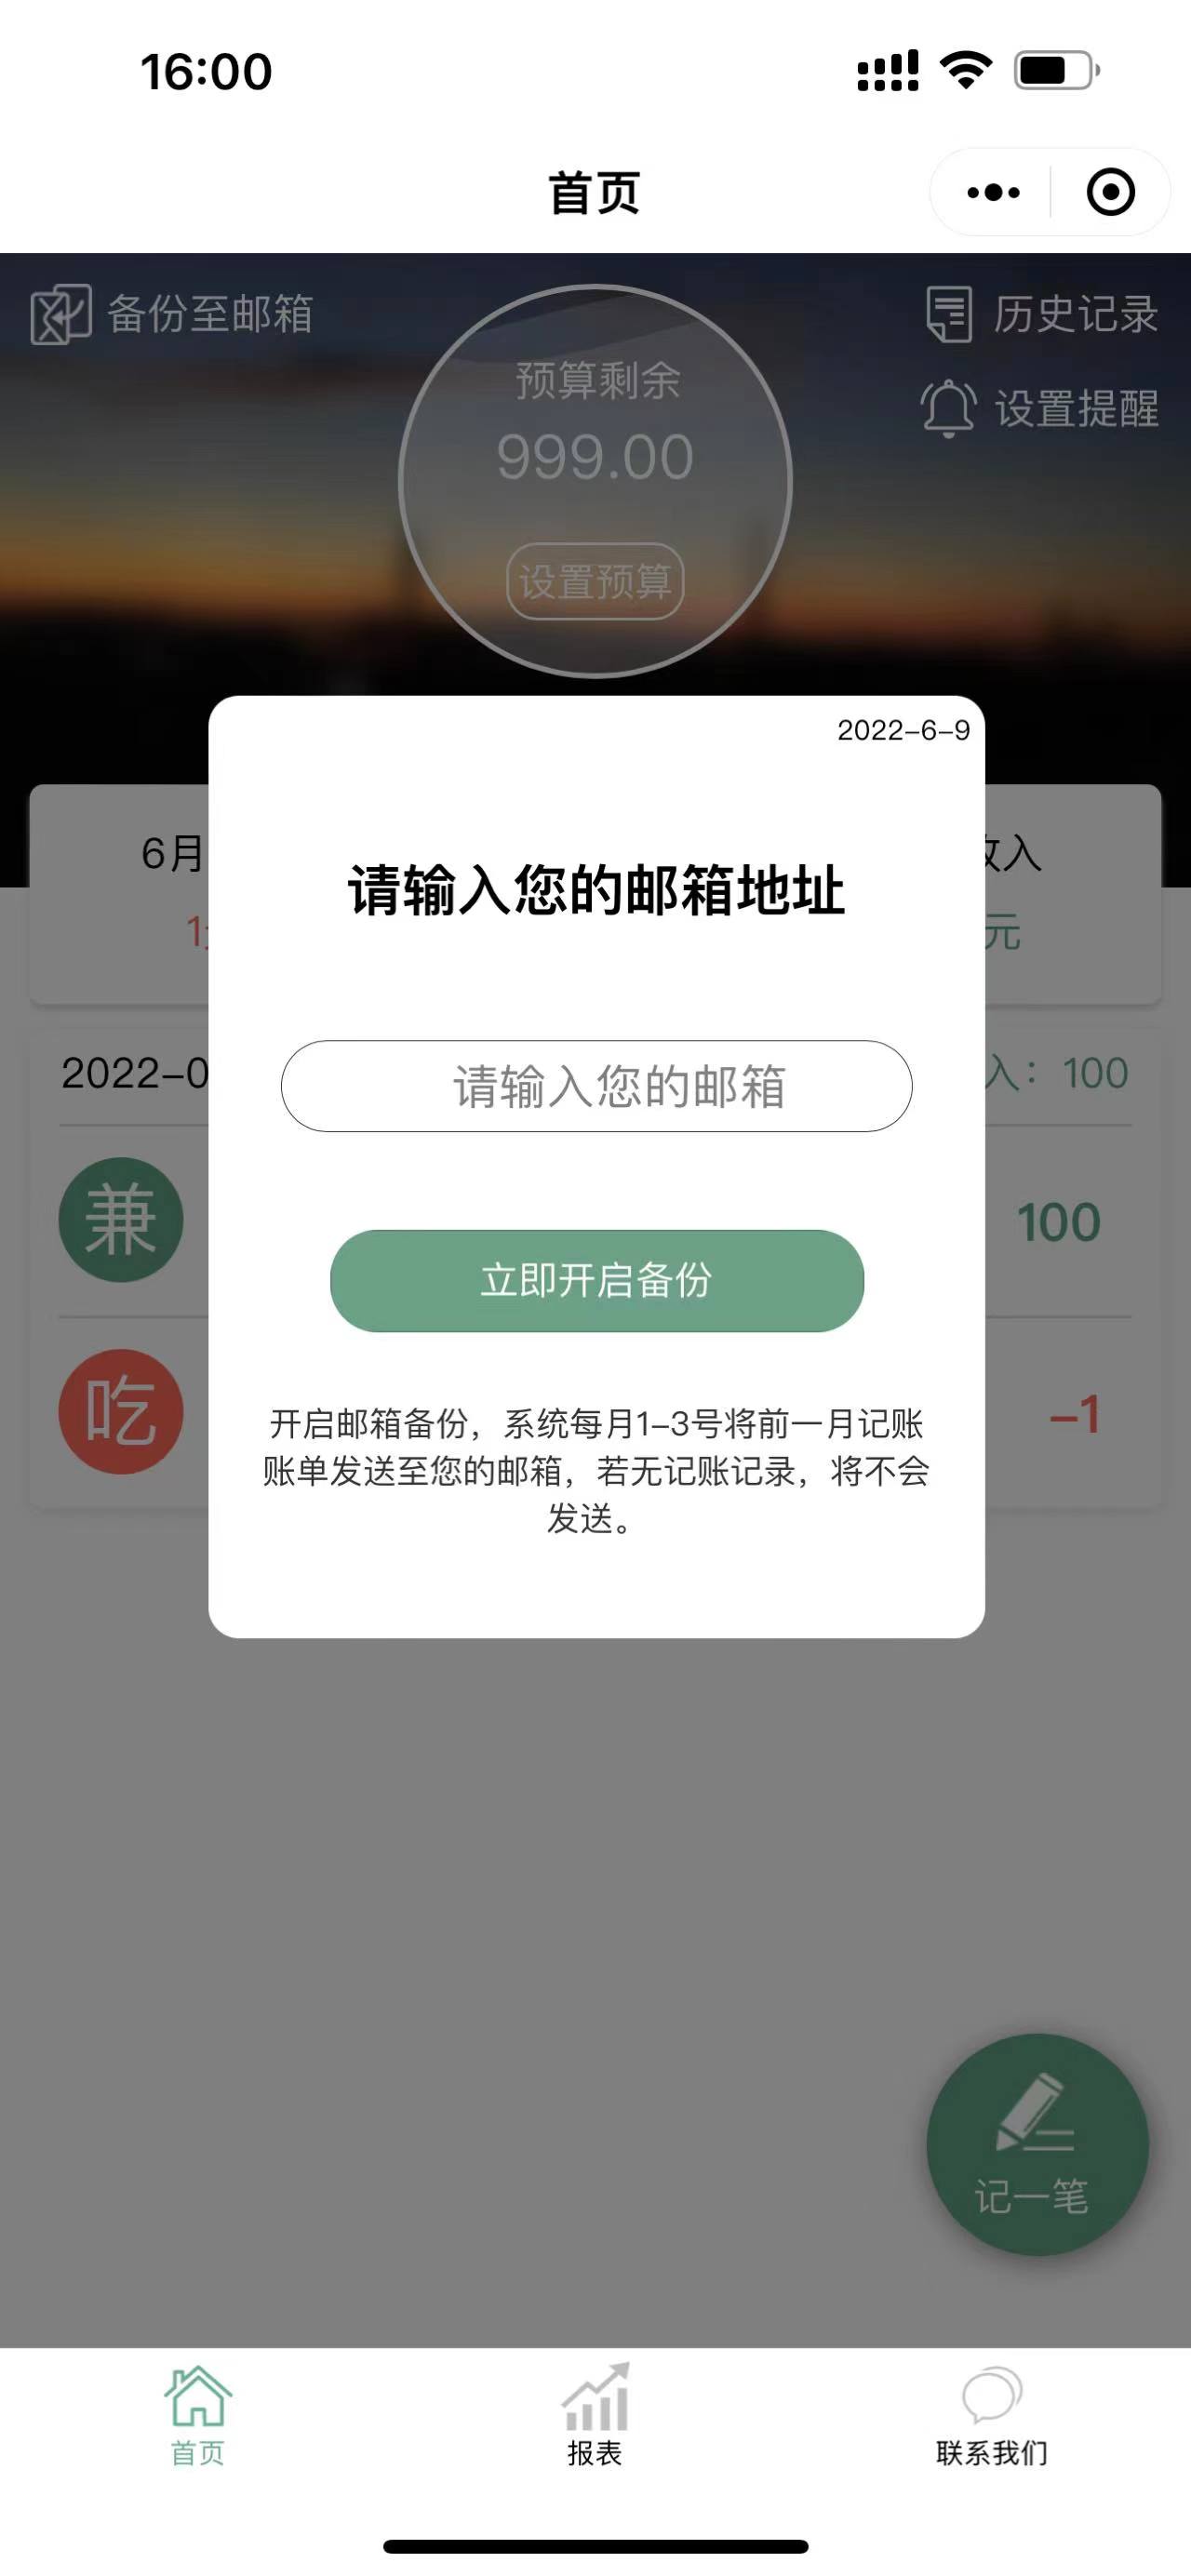 16:00
首页
备份至邮箱
历史记录
设置提醒
预算剩余
999.00
设置预算
2022-6-9
6月
收入
请输入您的邮箱地址
1
元
2022-0
入：100
请输入您的邮箱
兼
100
立即开启备份
吃
-1
开启邮箱备份，系统每月1-3号将前一月记账
账单发送至您的邮箱，若无记账记录，将不会
发送。
记一笔
首页
报表
联系我们